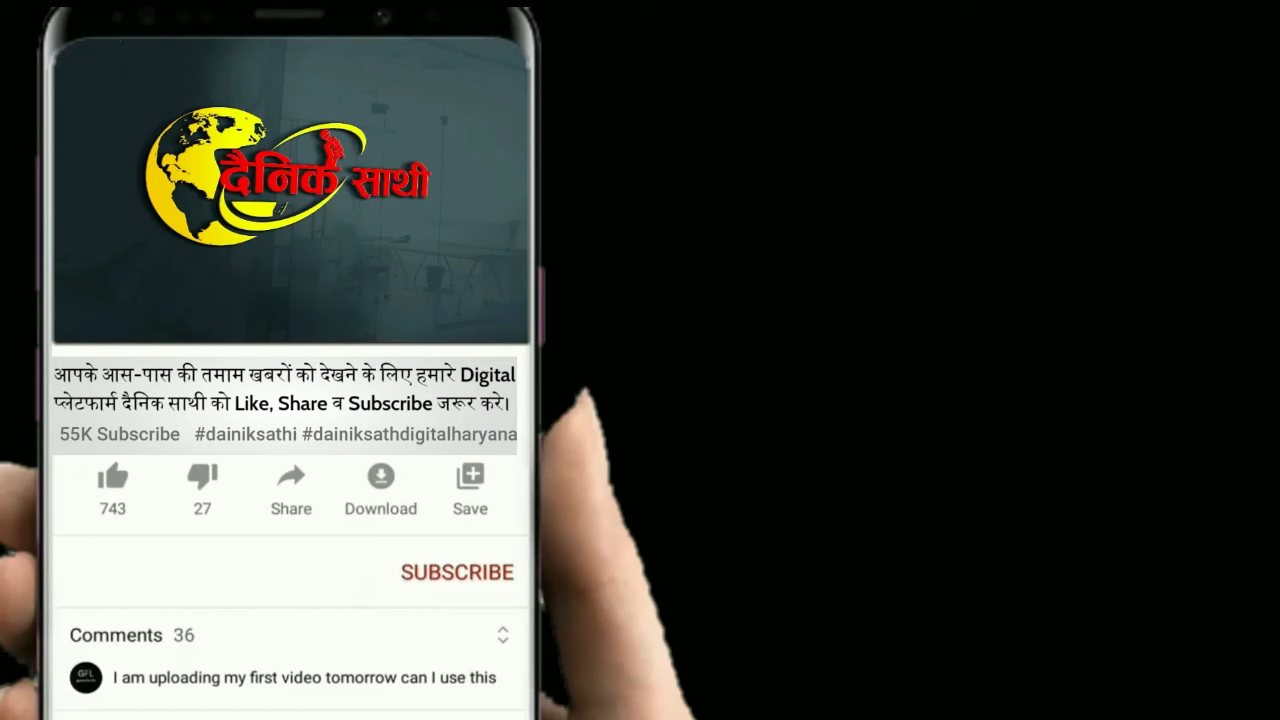 दैनिक साथी
आपके आस-पास की तमाम खबरों को देखने के लिए हमारे Digital
प्लेटफार्म दैनिक साथी को Like, Share व Subscribe जरूर करे।
55K Subscribe #dainiksathi #dainiksathdigitalharyana
743 27 Share Download Save
SUBSCRIBE
Comments 36
GFL
I am uploading my first video tomorrow can I use this